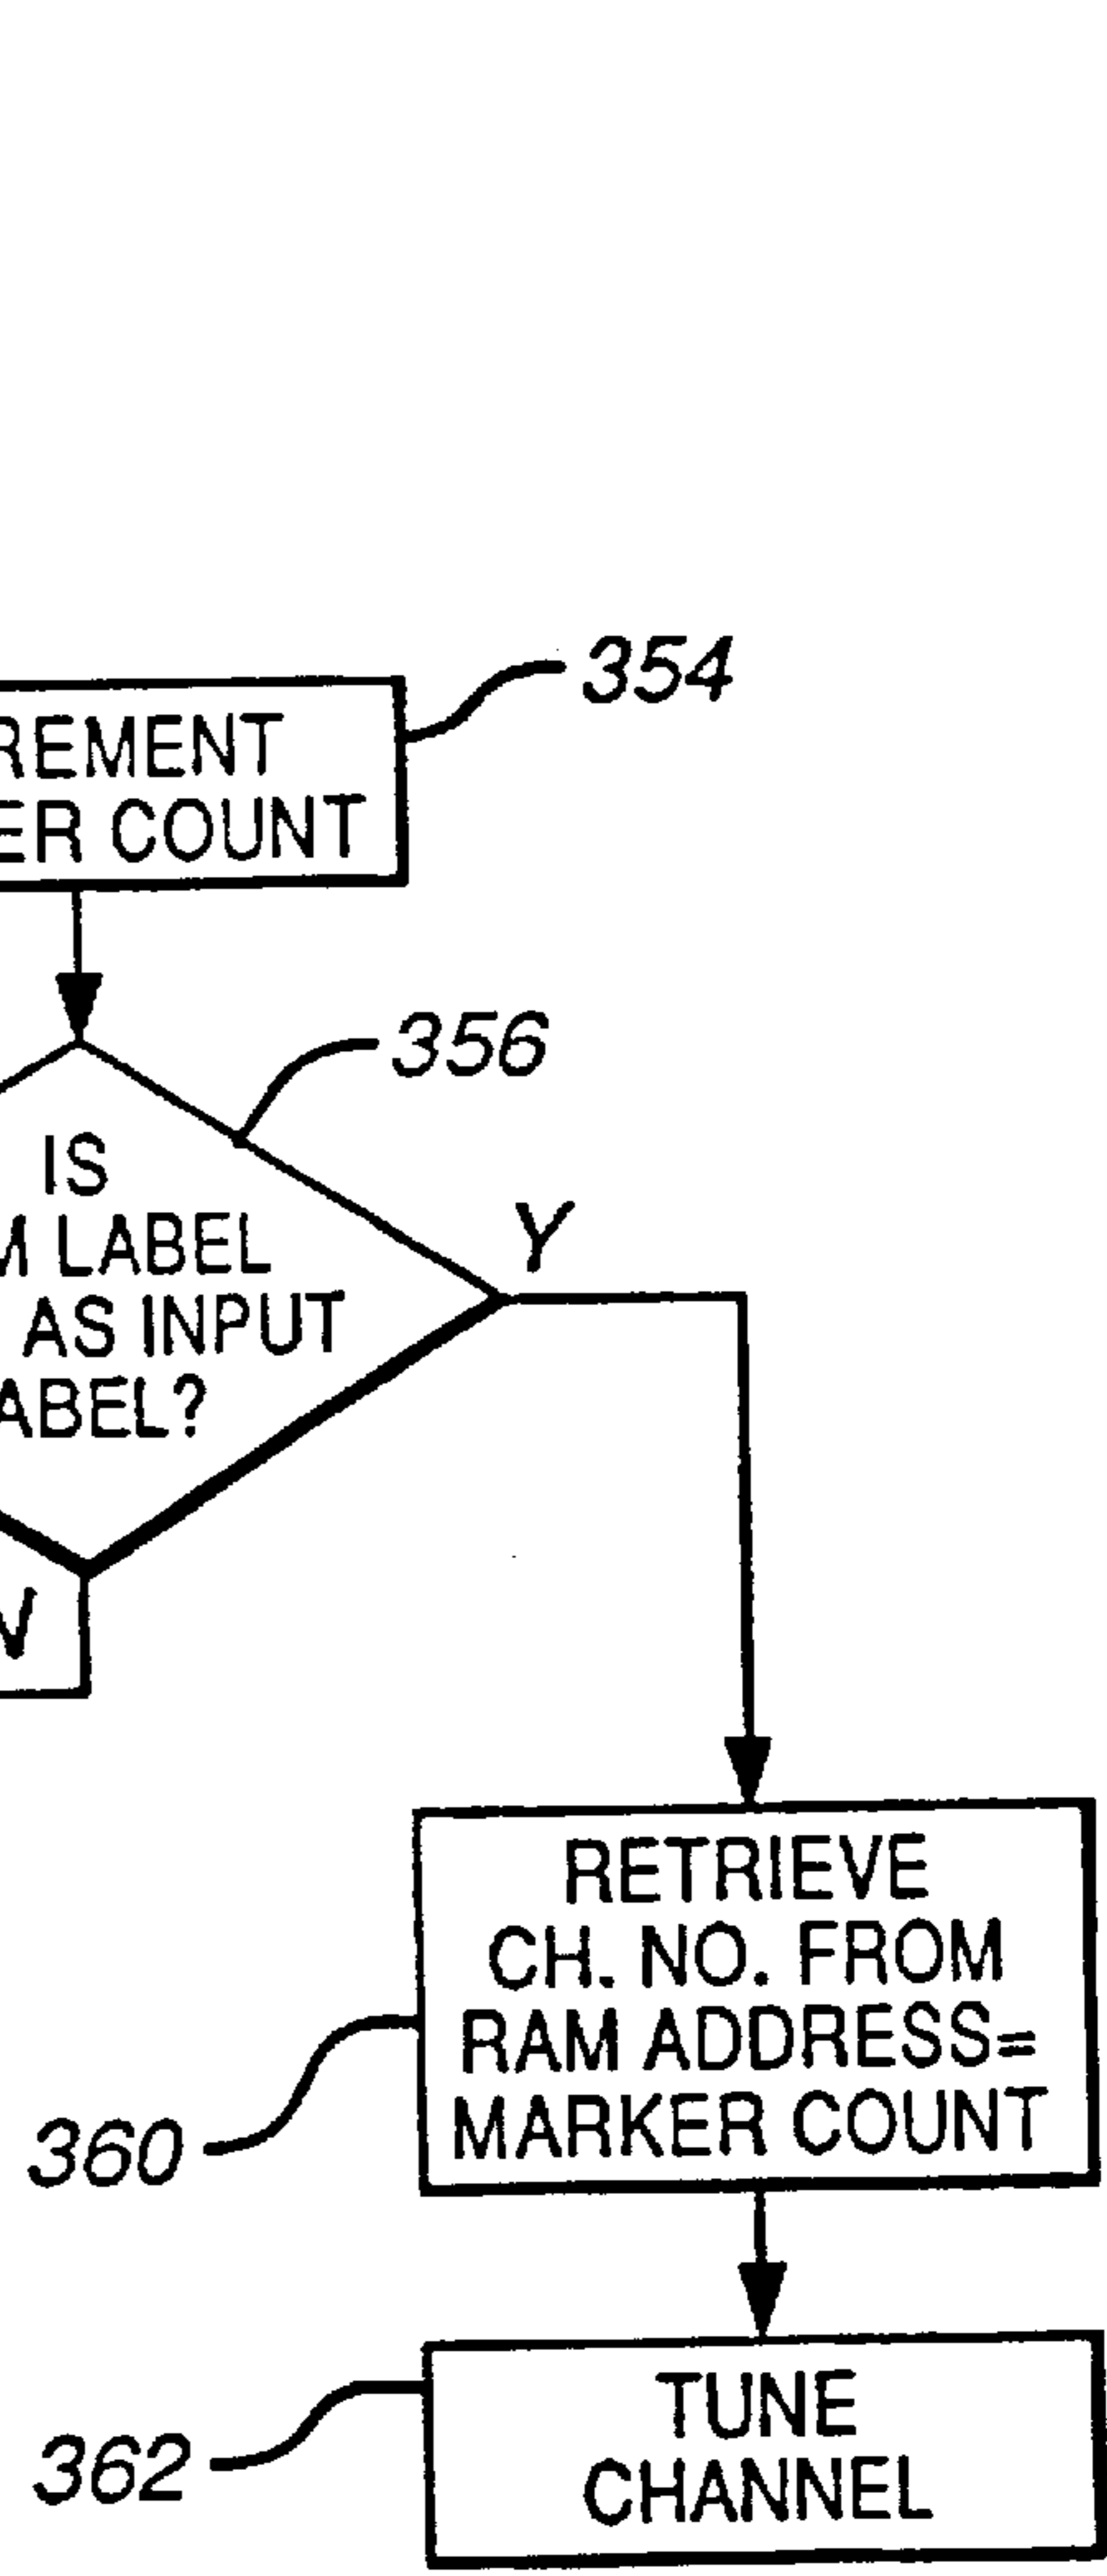 354
REMENT
ER COUNT
356
IS
M LABEL
AS INPUT
ABEL?
Y
N
RETRIEVE
CH. NO. FROM
RAM ADDRESS=
MARKER COUNT
360
TUNE
CHANNEL
362